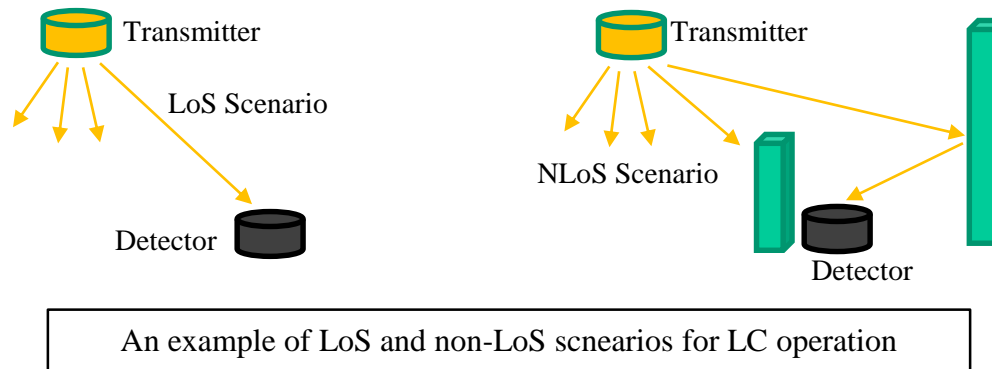 Transmitter
LoS Scenario
Detector
Transmitter
NLoS Scenario
Detector
An example of LoS and non-LoS scnearios for LC operation